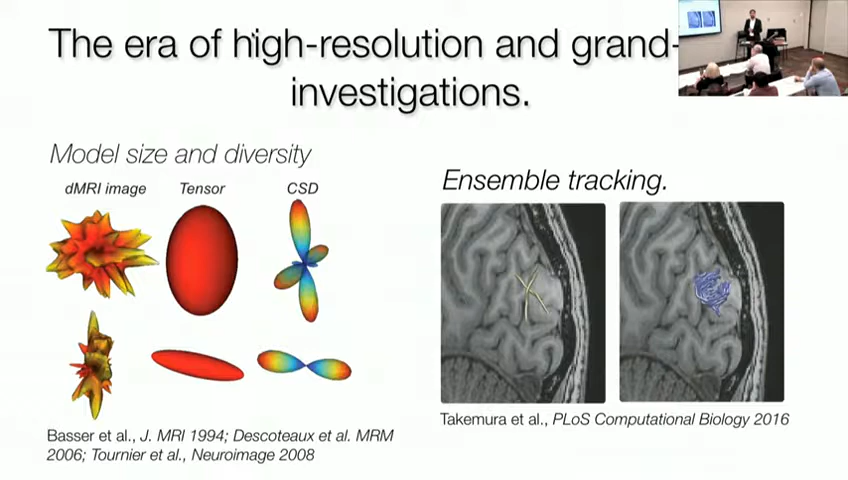 The era of high-resolution and grand-
investigations.
Model size and diversity
dMRI image
Tensor
CSD
Ensemble tracking.
Takemura et al., PLoS Computational Biology 2016
Basser et al., J. MRI 1994; Descoteaux et al. MRM
2006; Tournier et al., Neuroimage 2008